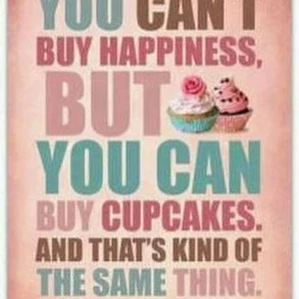 YOU CAN'T
BUY HAPPINESS,
BUT
YOU CAN
BUY CUPCAKES.
AND THAT'S KIND OF
THE SAME THING.